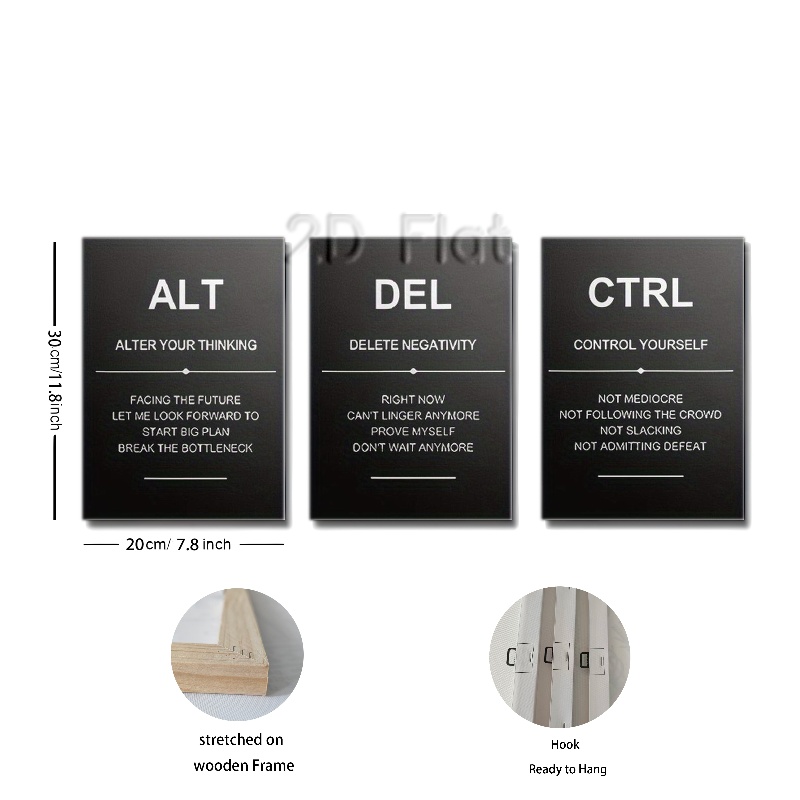 2D Flat
ALT
ALTER YOUR THINKING
FACING THE FUTURE
LET ME LOOK FORWARD TO
START BIG PLAN
BREAK THE BOTTLENECK
DEL
DELETE NEGATIVITY
RIGHT NOW
CAN'T LINGER ANYMORE
PROVE MYSELF
DON'T WAIT ANYMORE
CTRL
CONTROL YOURSELF
NOT MEDIOCRE
NOT FOLLOWING THE CROWD
NOT SLACKING
NOT ADMITTING DEFEAT
30cm/11.8inch
20cm/ 7.8 inch
stretched on
wooden Frame
Hook
Ready to Hang